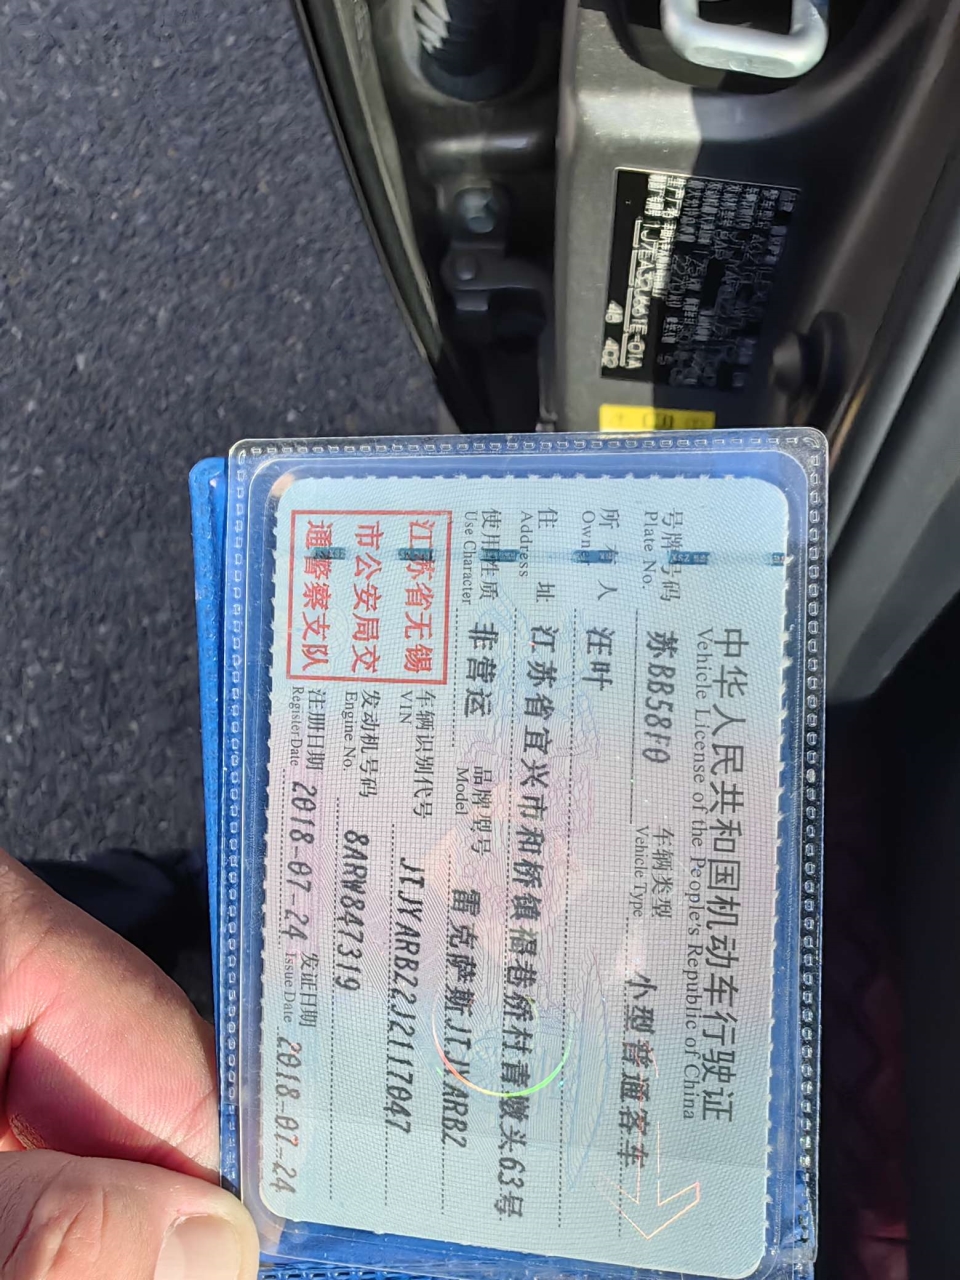 中华人民共和国机动车行驶证
Vehicle License of the People's Republic of China
号牌号码 苏BB5810 车辆类型 小型普通客车
Plate No. Vehicle Type
所有人 汪叶
Owner
住址 江苏省宜兴市和桥镇楊巷桥村首墩头63号
Address
使用性质 非营运 品牌型号 雷克萨斯JTJYARBZ
Use Character Model
江苏省无锡
市公安局交
通警察支队
车辆识别代号 JTJYARBZ2J2117047
VIN
发动机号码 8ARW847319
Engine No.
注册日期 2018-07-24 发证日期 2018-07-24
Register Date Issue Date
48 402